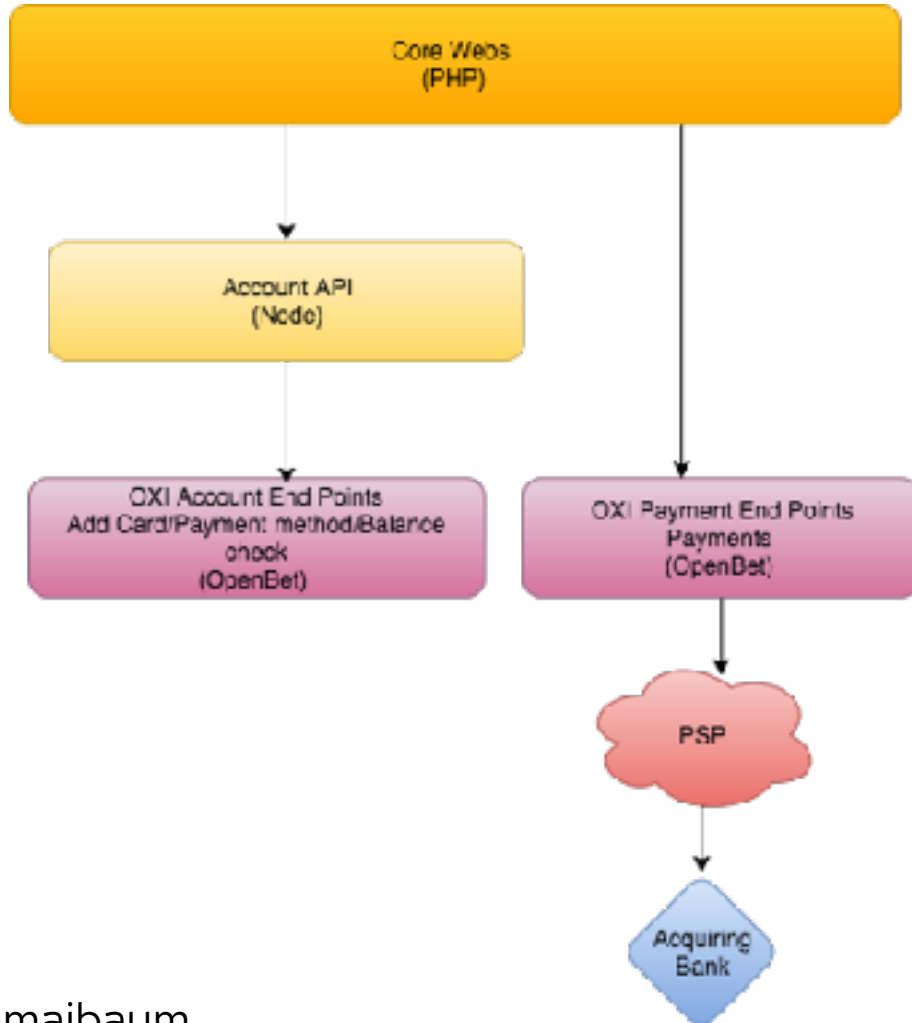 Core Webs
(PHP)
Account API
(Node)
OXI Account End Points
Add Card/Payment method/Balance
check
(OpenBet)
OXI Payment End Points
Payments
(OpenBet)
PSP
Acquiring
Bank
maibaum